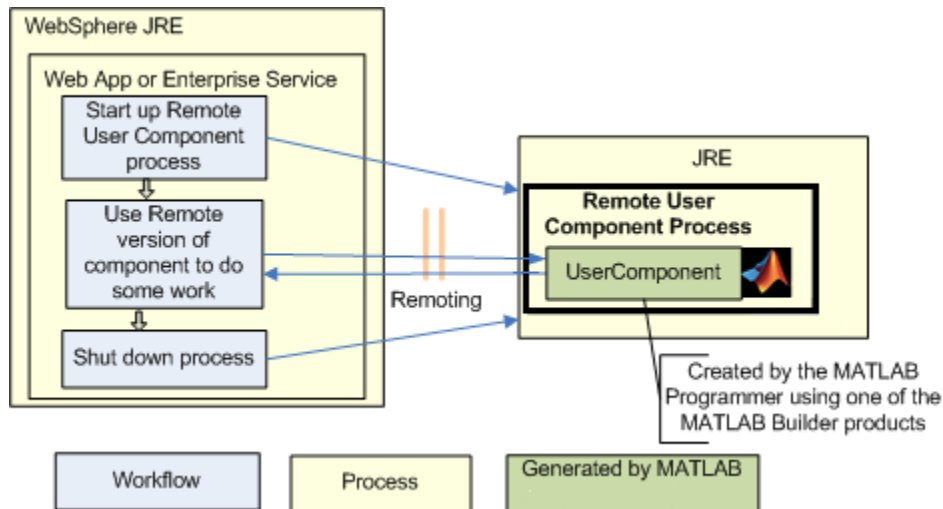 WebSphere JRE
Web App or Enterprise Service
Start up Remote
User Component
process
Use Remote
version of
component to do
some work
Shut down process
Remoting
JRE
Remote User
Component Process
UserComponent
Created by the MATLAB
Programmer using one of the
MATLAB Builder products
Workflow
Process
Generated by MATLAB